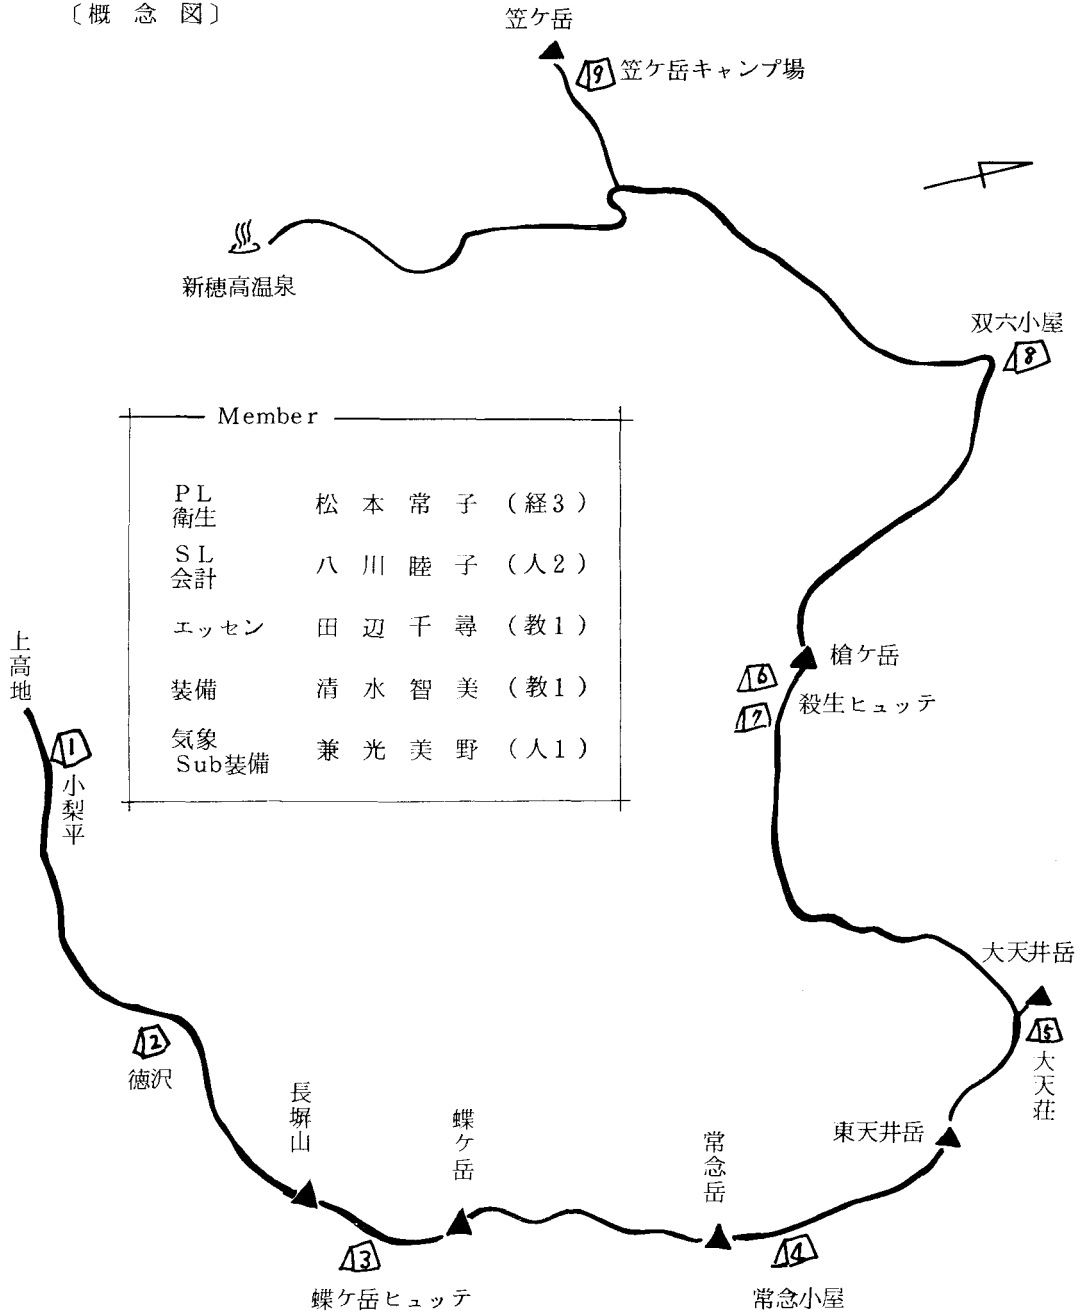 〔概念図〕
笠ケ岳
9
笠ケ岳キャンプ場
新穂高温泉
双六小屋
8
Member
PL
衛生
松本常子(経3)
SL
会計
八川睦子(人2)
エッセン
田辺千尋(教1)
装備
清水智美(教1)
気象
Sub装備
兼光美野(人1)
上高地
1
小梨平
槍ケ岳
6
7
殺生ヒュッテ
大天井岳
5
大天荘
2
徳沢
長塀山
蝶ケ岳
常念岳
東天井岳
3
蝶ケ岳ヒュッテ
4
常念小屋